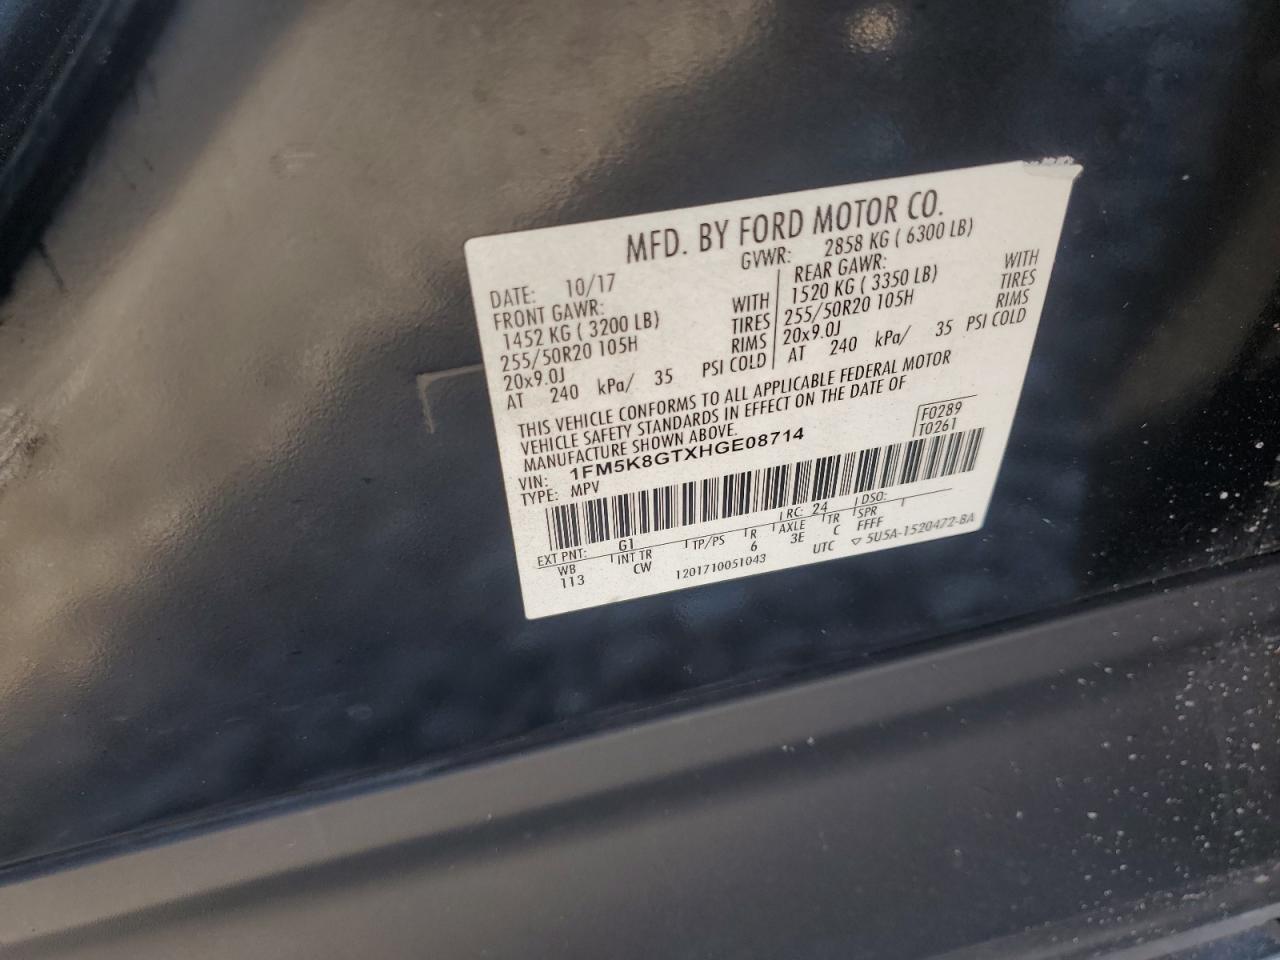 MFD. BY FORD MOTOR CO.
DATE: 10/17 GVWR: 2858 KG ( 6300 LB)
FRONT GAWR: REAR GAWR:
1452 KG ( 3200 LB) WITH 1520 KG ( 3350 LB) WITH
255/50R20 105H TIRES 255/50R20 105H TIRES
20x9.0J RIMS 20x9.0J RIMS
AT 240 kPa/ 35 PSI COLD AT 240 kPa/ 35 PSI COLD
THIS VEHICLE CONFORMS TO ALL APPLICABLE FEDERAL MOTOR
VEHICLE SAFETY STANDARDS IN EFFECT ON THE DATE OF
MANUFACTURE SHOWN ABOVE.
F0289
T0261
VIN: 1FM5K8GTXHGE08714
TYPE: MPV
EXT PNT: G1 RC: 24 DSO:
WB INT TR TP/PS R AXLE TR SPR
113 CW 6 3E C FFFF
1201710051043 UTC ▽ 5U5A-1520472-BA